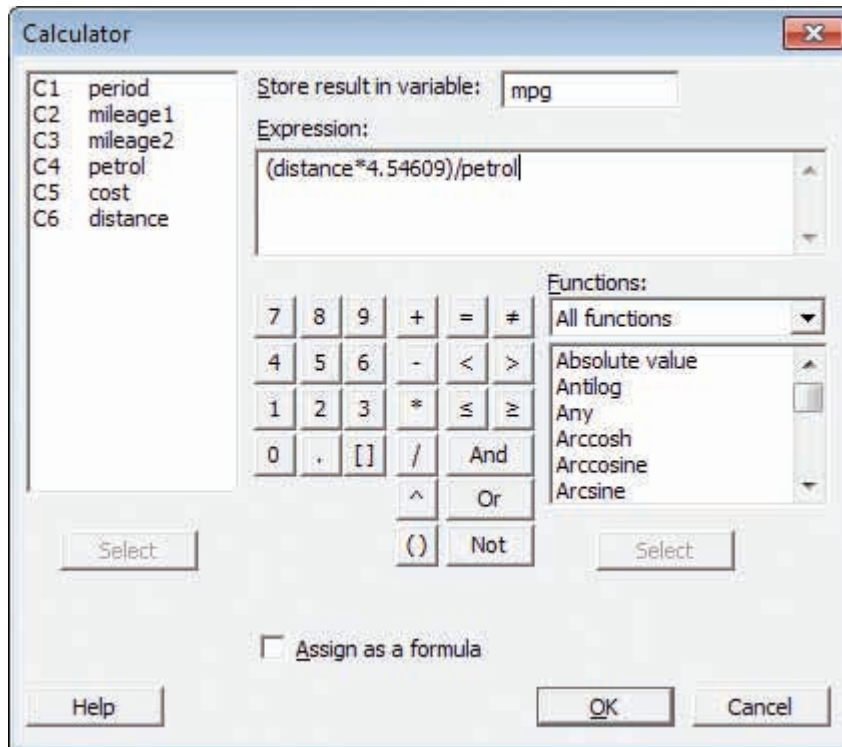 Calculator
C1 period
C2 mileage1
C3 mileage2
C4 petrol
C5 cost
C6 distance
Select
Store result in variable: mpg
Expression:
(distance*4.54609)/petrol
7 8 9 + = ≠
4 5 6 - < >
1 2 3 * ≤ ≥
0 . [] / And
^ Or
() Not
Functions:
All functions
Absolute value
Antilog
Any
Arccosh
Arccosine
Arcsine
Select
Assign as a formula
Help
OK
Cancel